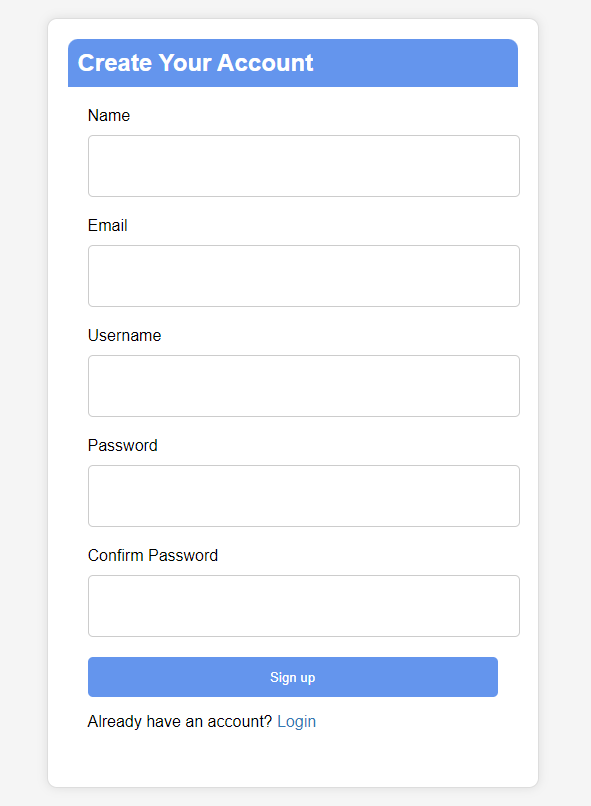 Create Your Account
Name
Email
Username
Password
Confirm Password
Sign up
Already have an account? Login